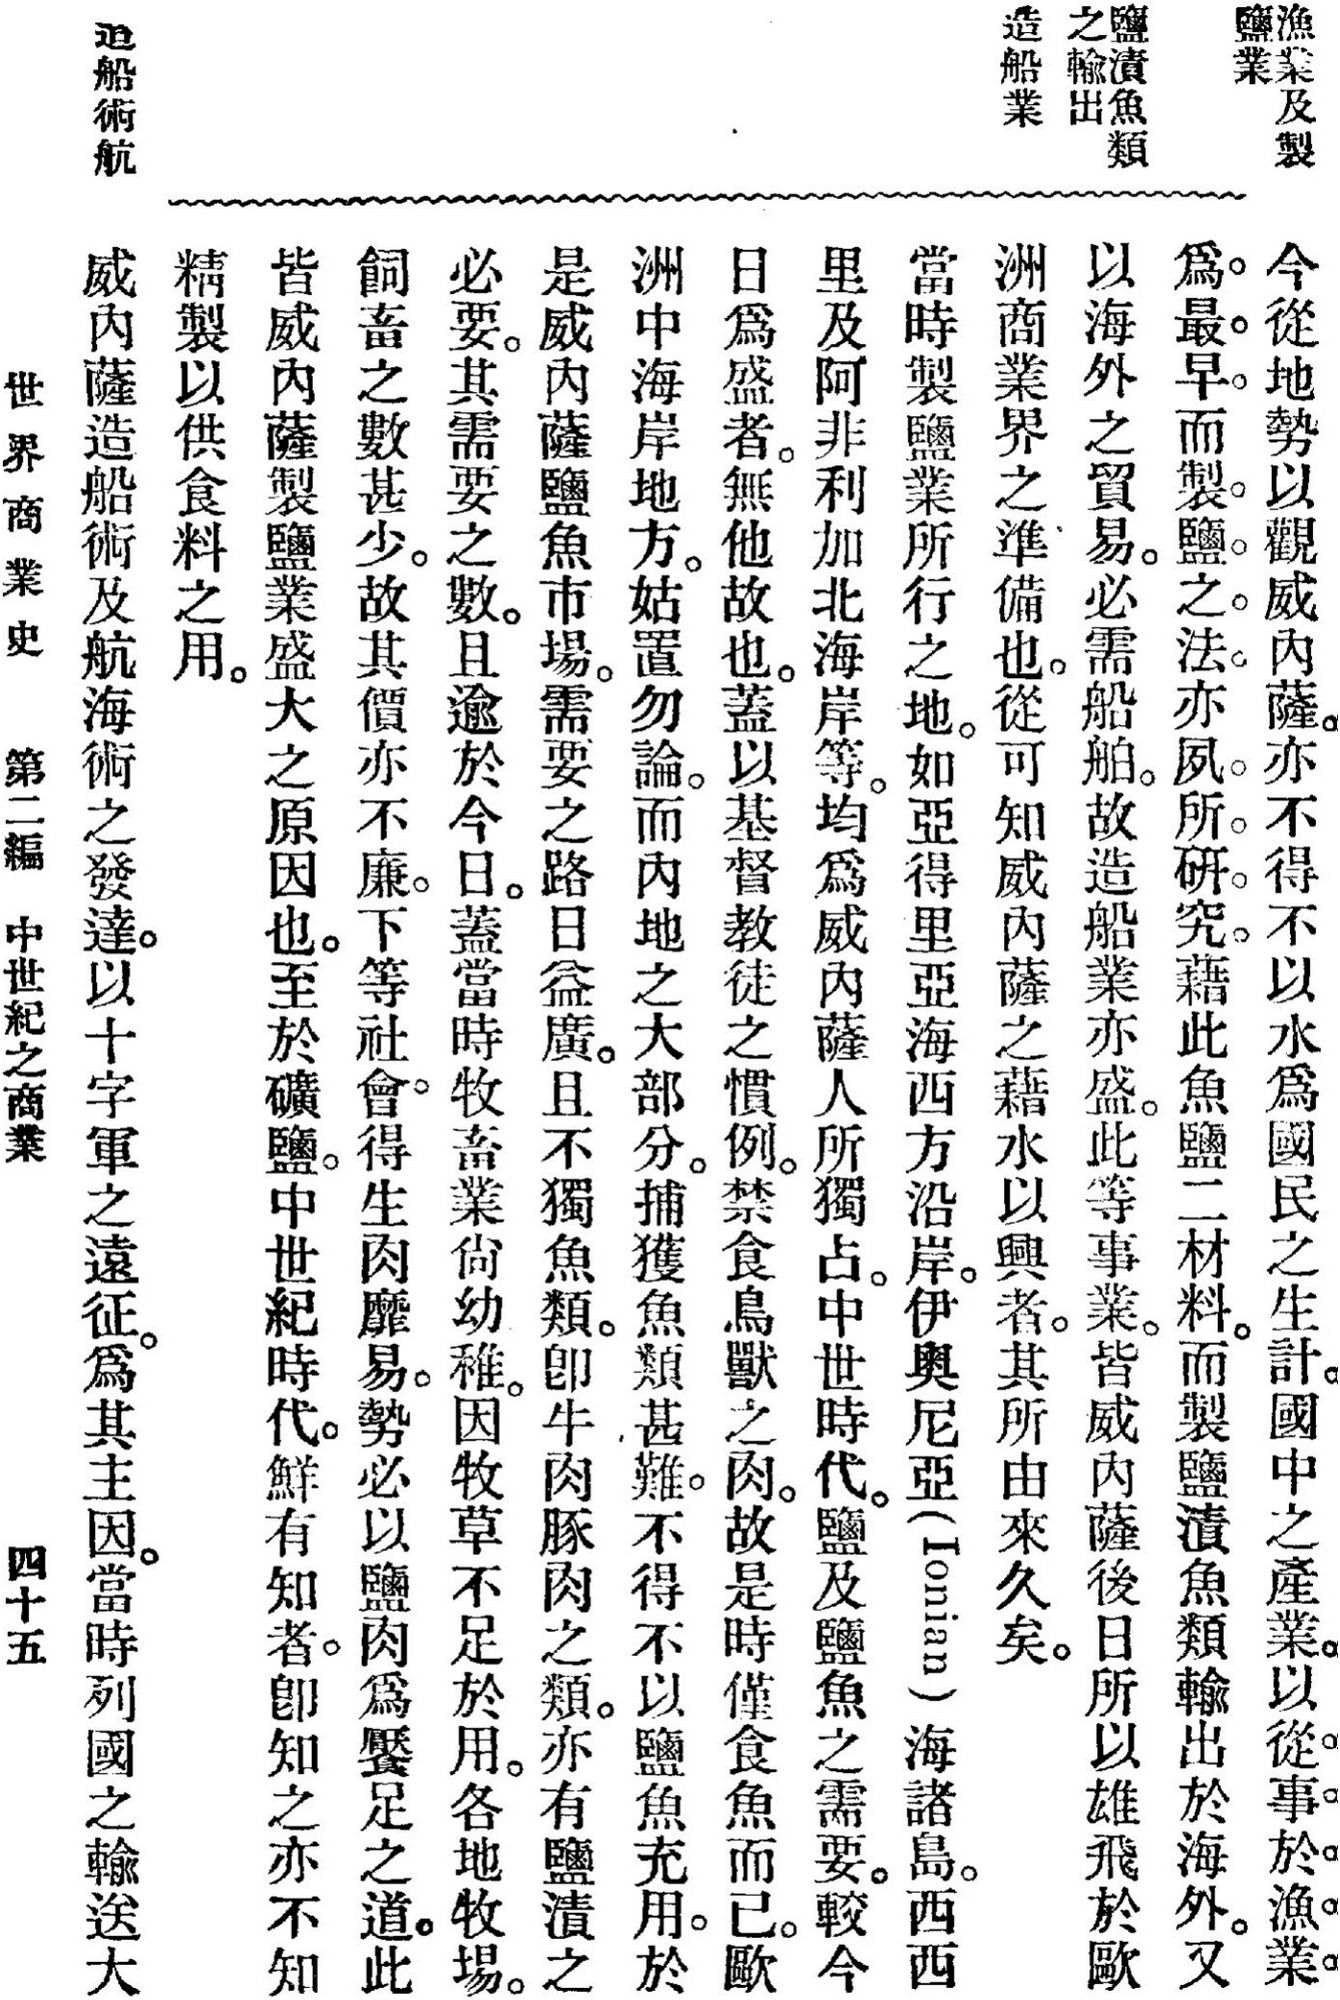 漁業及製
鹽業
鹽漬魚類
之輸出
造船業
造船術航
今從地勢以觀威內薩。亦不得不以水爲國民之生計。國中之產業。以從事於漁業
爲最早。而製鹽之法。亦夙所研究。藉此魚鹽二材料。而製鹽漬魚類輸出於海外。又
以海外之貿易。必需船舶。故造船業亦盛。此等事業。皆威內薩後日所以雄飛於歐
洲商業界之準備也。從可知威內薩之藉水以興者。其所由來久矣。
當時製鹽業所行之地。如亞得里亞海西方沿岸。伊奧尼亞(Ionian)海諸島。西西
里及阿非利加北海岸等。均爲威內薩人所獨占。中世時代。鹽及鹽魚之需要。較今
日爲盛者。無他故也。蓋以基督教徒之慣例。禁食鳥獸之肉。故是時僅食魚而已。歐
洲中海岸地方。姑置勿論。而內地之大部分。捕獲魚類甚難。不得不以鹽魚充用。於
是威內薩鹽魚市場。需要之路日益廣。且不獨魚類。卽牛肉豚肉之類。亦有鹽漬之
必要。其需要之數。且逾於今日。蓋當時牧畜業尙幼稚。因牧草不足於用。各地牧場。
飼畜之數甚少。故其價亦不廉。下等社會。得生肉靡易。勢必以鹽肉爲饜足之道。此
皆威內薩製鹽業盛大之原因也。至於礦鹽。中世紀時代。鮮有知者。卽知之亦不知
精製以供食料之用。
威內薩造船術及航海術之發達。以十字軍之遠征。爲其主因。當時列國之輸送大
世界商業史　第二編　中世紀之商業　四十五